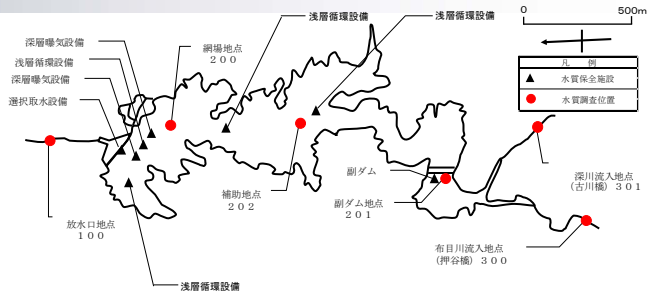 浅層循環設備
浅層循環設備
0 500m
深層曝気設備
浅層循環設備
深層曝気設備
選択取水設備
網場地点
200
凡 例
▲ 水質保全施設
● 水質調査位置
副ダム
補助地点
202
副ダム地点
201
深川流入地点
(古川橋) 301
放水口地点
100
布目川流入地点
(押谷橋) 300
浅層循環設備